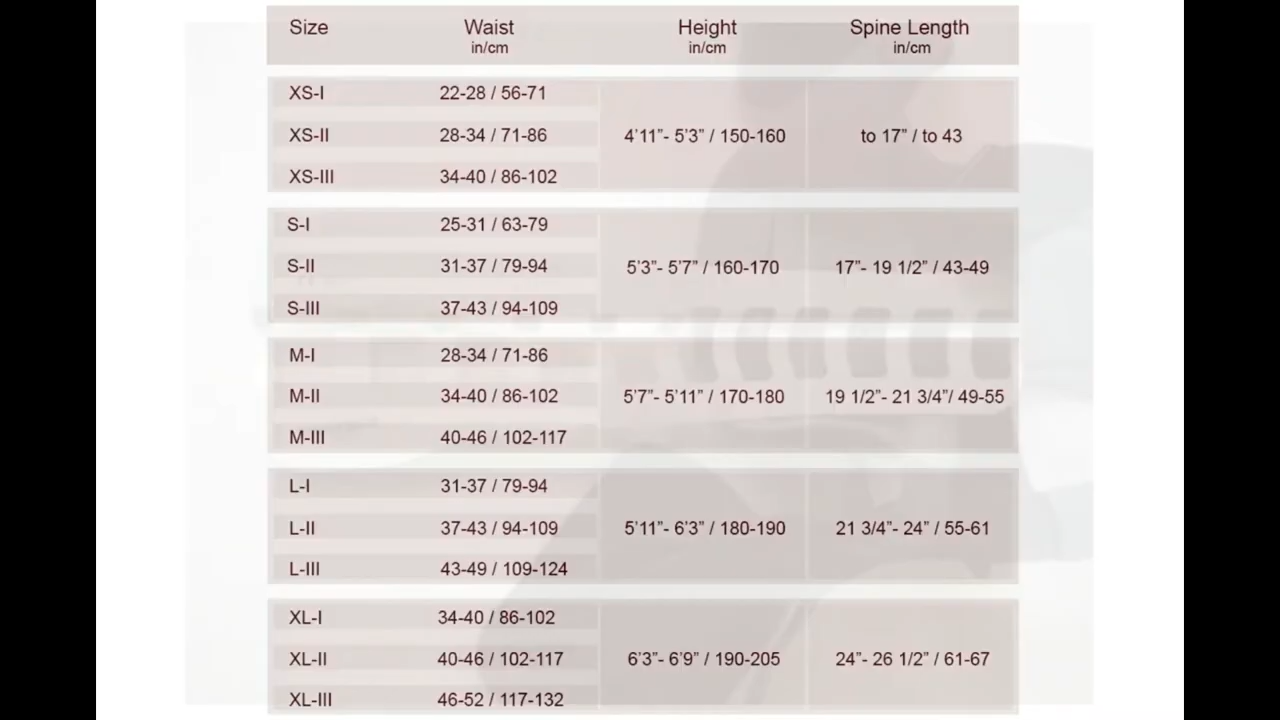 Size Waist Height Spine Length
in/cm in/cm in/cm
XS-I 22-28 / 56-71
XS-II 28-34 / 71-86 4’11”- 5’3” / 150-160 to 17” / to 43
XS-III 34-40 / 86-102
S-I 25-31 / 63-79
S-II 31-37 / 79-94 5’3”- 5’7” / 160-170 17”- 19 1/2” / 43-49
S-III 37-43 / 94-109
M-I 28-34 / 71-86
M-II 34-40 / 86-102 5’7”- 5’11” / 170-180 19 1/2”- 21 3/4”/ 49-55
M-III 40-46 / 102-117
L-I 31-37 / 79-94
L-II 37-43 / 94-109 5’11”- 6’3” / 180-190 21 3/4”- 24” / 55-61
L-III 43-49 / 109-124
XL-I 34-40 / 86-102
XL-II 40-46 / 102-117 6’3”- 6’9” / 190-205 24”- 26 1/2” / 61-67
XL-III 46-52 / 117-132